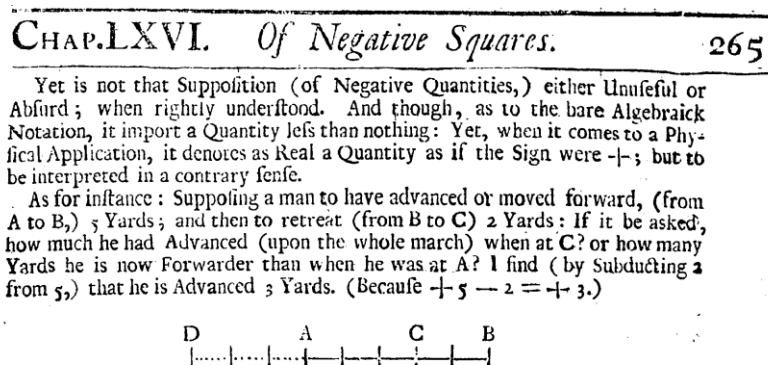 CHAP.LXVI. Of Negative Squares. 265
Yet is not that Suppoſition (of Negative Quantities,) either Unuſeful or
Abſurd ; when rightly underſtood. And though, as to the bare Algebraick
Notation, it import a Quantity leſs than nothing : Yet, when it comes to a Phy-
ſical Application, it denotes as Real a Quantity as if the Sign were + ; but to
be interpreted in a contrary ſenſe.
As for inſtance : Suppoſing a man to have advanced or moved forward, (from
A to B,) 5 Yards ; and then to retreat (from B to C) 2 Yards : If it be asked,
how much he had Advanced (upon the whole march) when at C? or how many
Yards he is now Forwarder than when he was at A? I find (by Subducting 2
from 5,) that he is Advanced 3 Yards. (Becauſe + 5 — 2 = + 3.)
D A C B